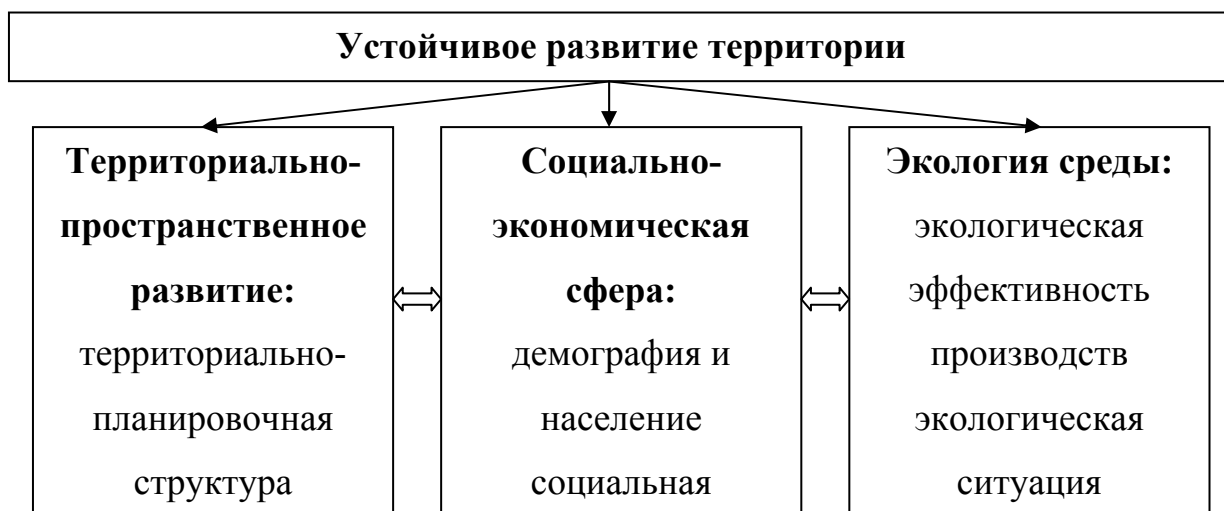 Устойчивое развитие территории
Территориально-
пространственное
развитие:
территориально-
планировочная
структура
Социально-
экономическая
сфера:
демография и
население
социальная
Экология среды:
экологическая
эффективность
производств
экологическая
ситуация